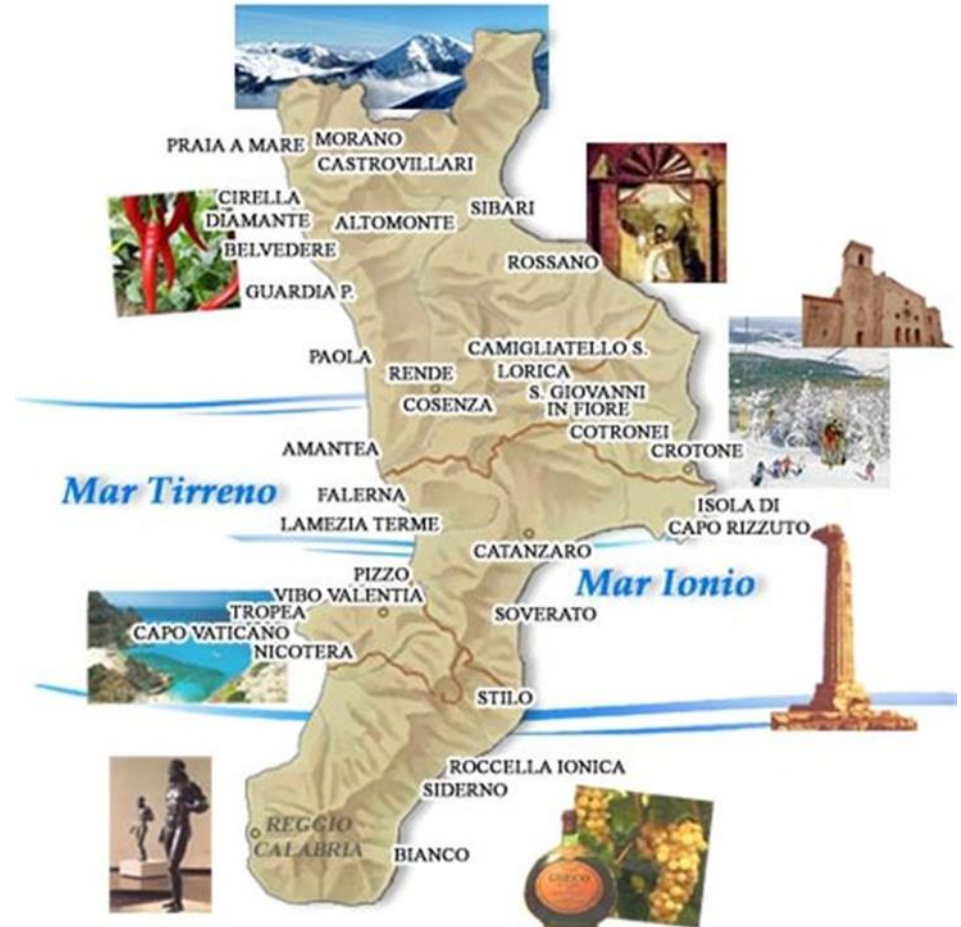 PRAIA A MARE
MORANO
CASTROVILLARI
CIRELLA
DIAMANTE
ALTOMONTE
SIBARI
BELVEDERE
ROSSANO
GUARDIA P.
PAOLA
CAMIGLIATELLO S.
RENDE
LORICA
COSENZA
S. GIOVANNI
IN FIORE
COTRONEI
AMANTEA
CROTONE
Mar Tirreno
FALERNA
ISOLA DI
CAPO RIZZUTO
LAMEZIA TERME
CATANZARO
PIZZO
Mar Ionio
VIBO VALENTIA
TROPEA
SOVERATO
CAPO VATICANO
NICOTERA
STILO
ROCCELLA IONICA
SIDERNO
REGGIO
CALABRIA
BIANCO
GRECO